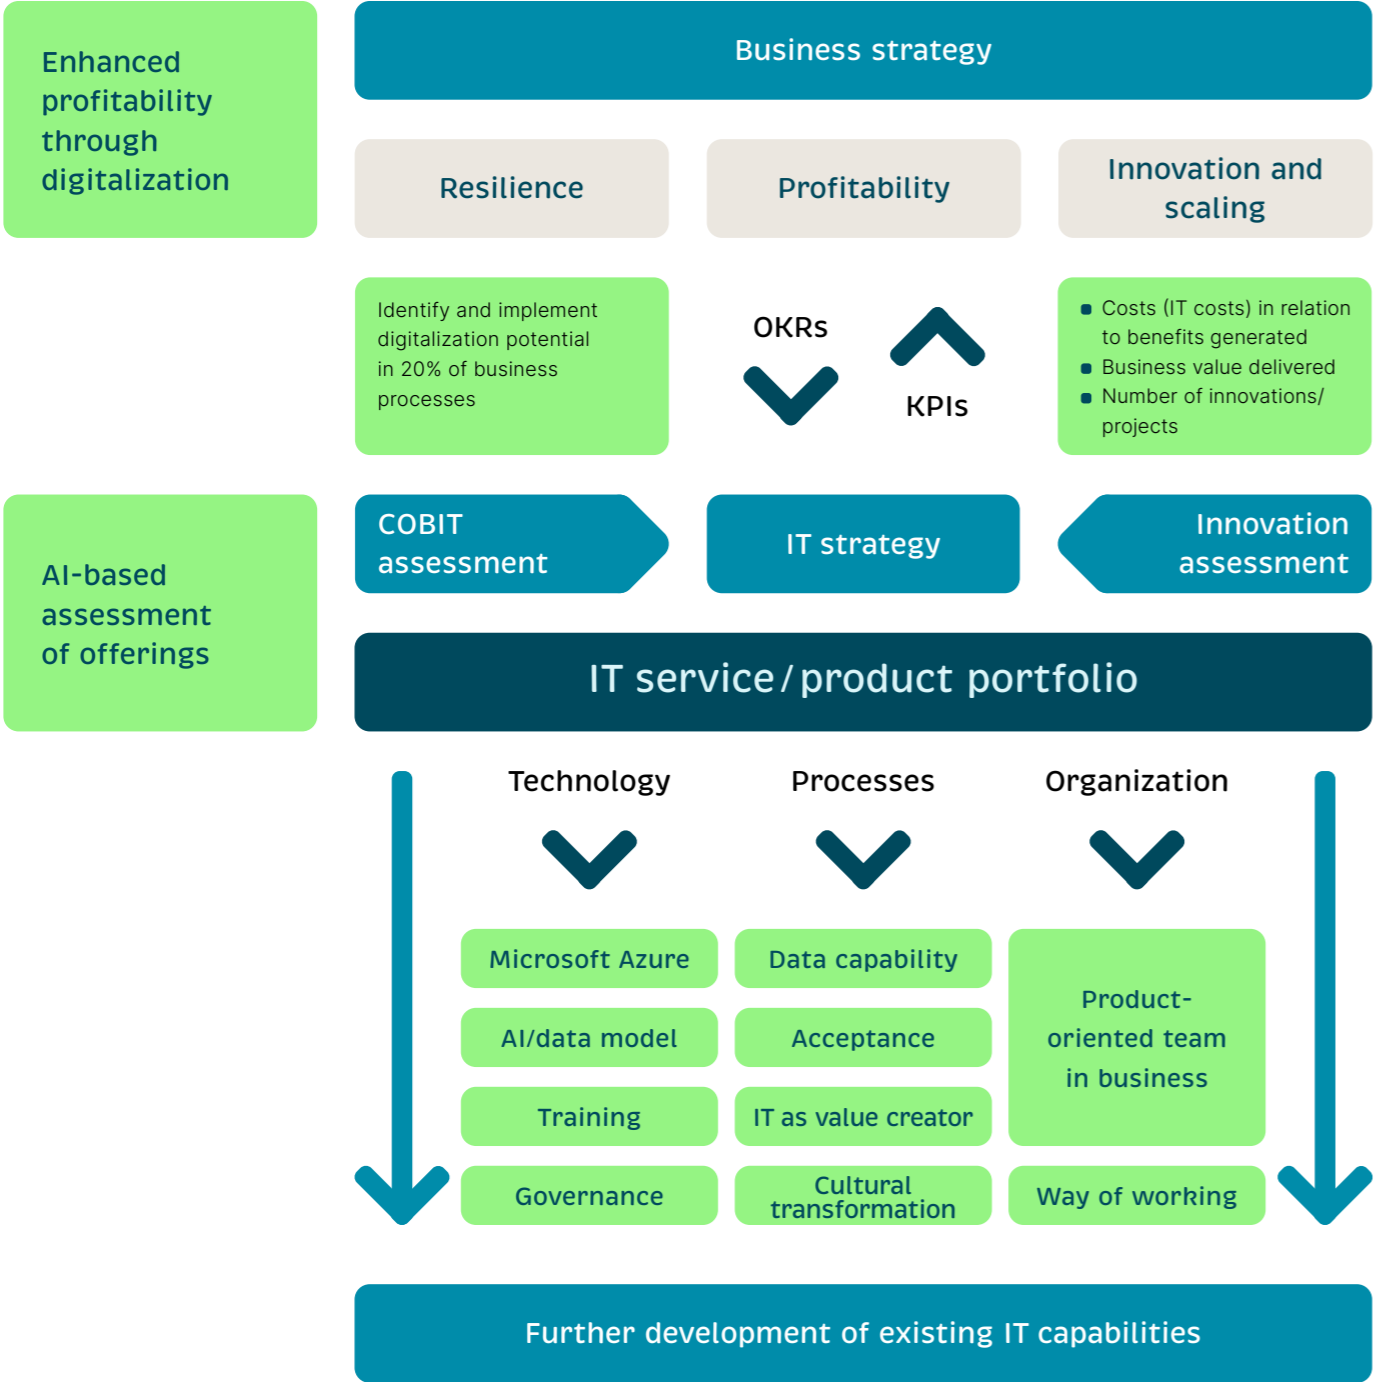 Enhanced
profitability
through
digitalization
Business strategy
Resilience
Profitability
Innovation and
scaling
Identify and implement
digitalization potential
in 20% of business
processes
OKRs
KPIs
Costs (IT costs) in relation
to benefits generated
Business value delivered
Number of innovations/
projects
AI-based
assessment
of offerings
COBIT
assessment
IT strategy
Innovation
assessment
IT service/product portfolio
Technology
Processes
Organization
Microsoft Azure
AI/data model
Training
Governance
Data capability
Acceptance
IT as value creator
Cultural
transformation
Product-
oriented team
in business
Way of working
Further development of existing IT capabilities